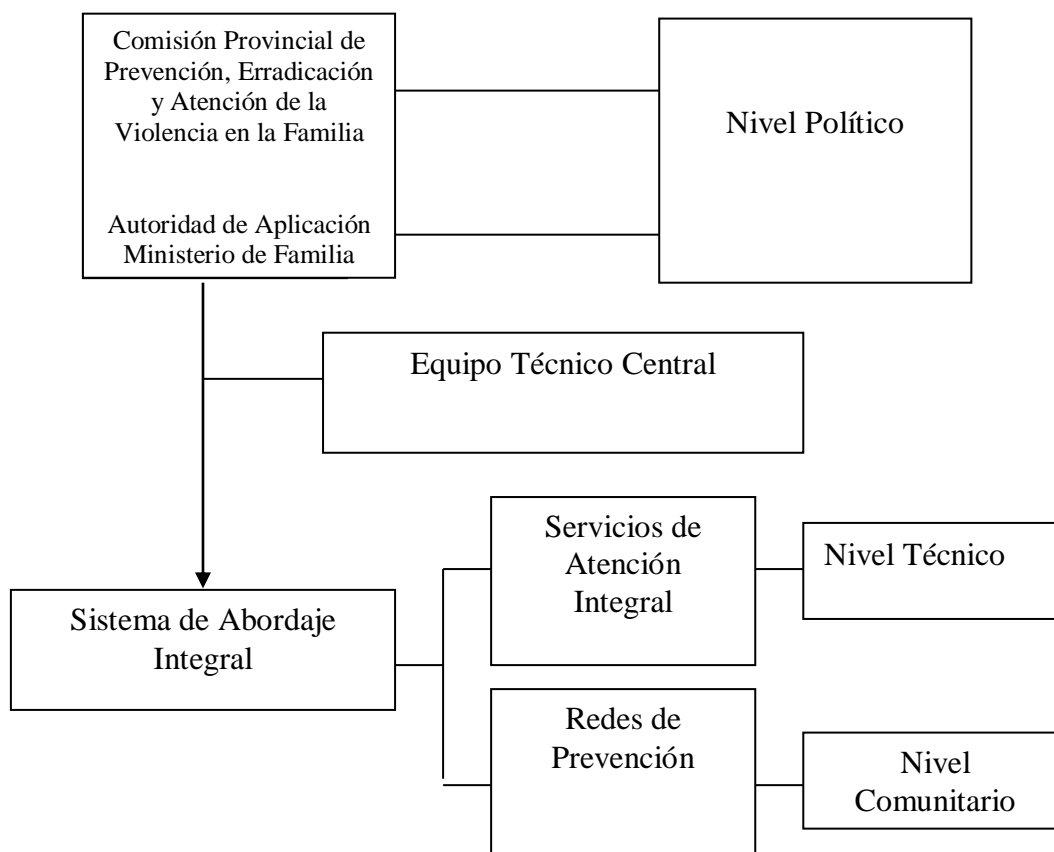 Comisión Provincial de
Prevención, Erradicación
y Atención de la
Violencia en la Familia
Autoridad de Aplicación
Ministerio de Familia
Nivel Político
Equipo Técnico Central
Servicios de
Atención
Integral
Nivel Técnico
Sistema de Abordaje
Integral
Redes de
Prevención
Nivel
Comunitario